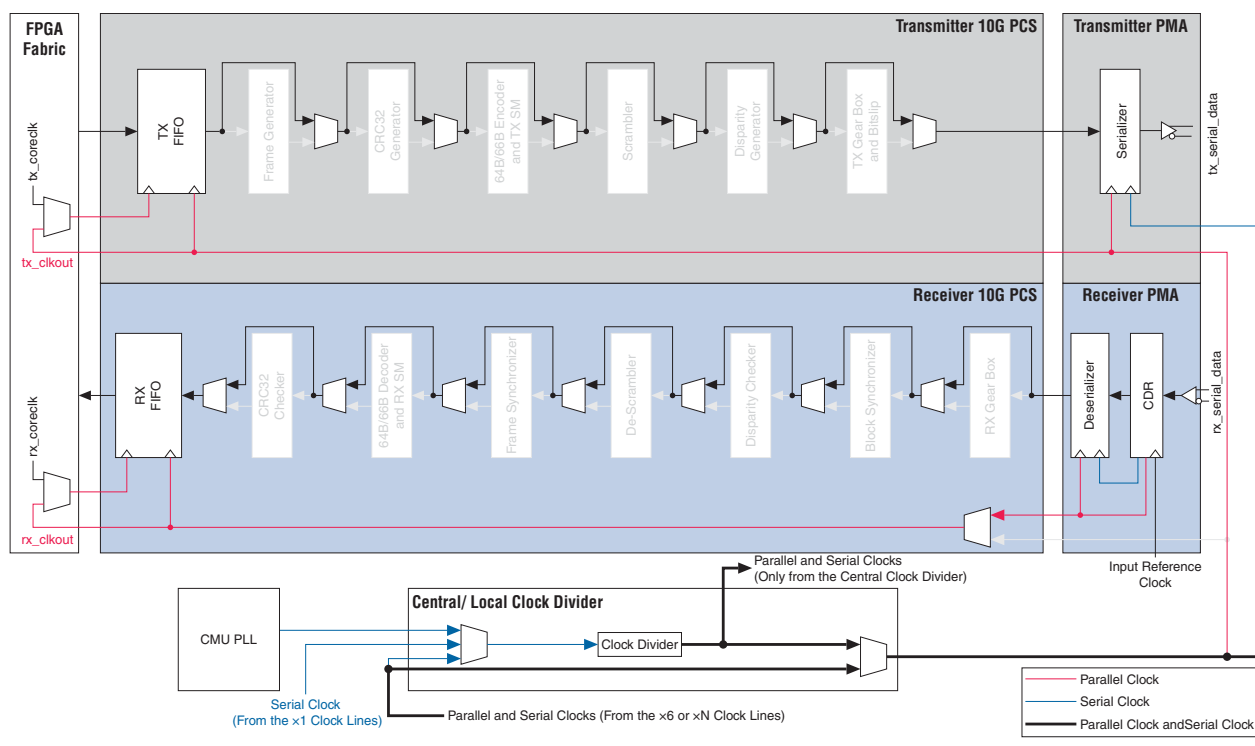 FPGA
Fabric
Transmitter 10G PCS
Transmitter PMA
tx_coreclk
TX
FIFO
Frame Generator
CRC32
Generator
64B/66B Encoder
and TX SM
Scrambler
Disparity
Generator
TX Gear Box
and Bitslip
Serializer
tx_serial_data
tx_clkout
Receiver 10G PCS
Receiver PMA
rx_coreclk
RX
FIFO
CRC32
Checker
64B/66B Decoder
and RX SM
Frame Synchronizer
De-Scrambler
Disparity Checker
Block Synchronizer
RX Gear Box
Deserializer
CDR
rx_serial_data
rx_clkout
Input Reference
Clock
Parallel and Serial Clocks
(Only from the Central Clock Divider)
Central/ Local Clock Divider
CMU PLL
Clock Divider
Serial Clock
(From the ×1 Clock Lines)
Parallel and Serial Clocks (From the ×6 or ×N Clock Lines)
Parallel Clock
Serial Clock
Parallel Clock andSerial Clock